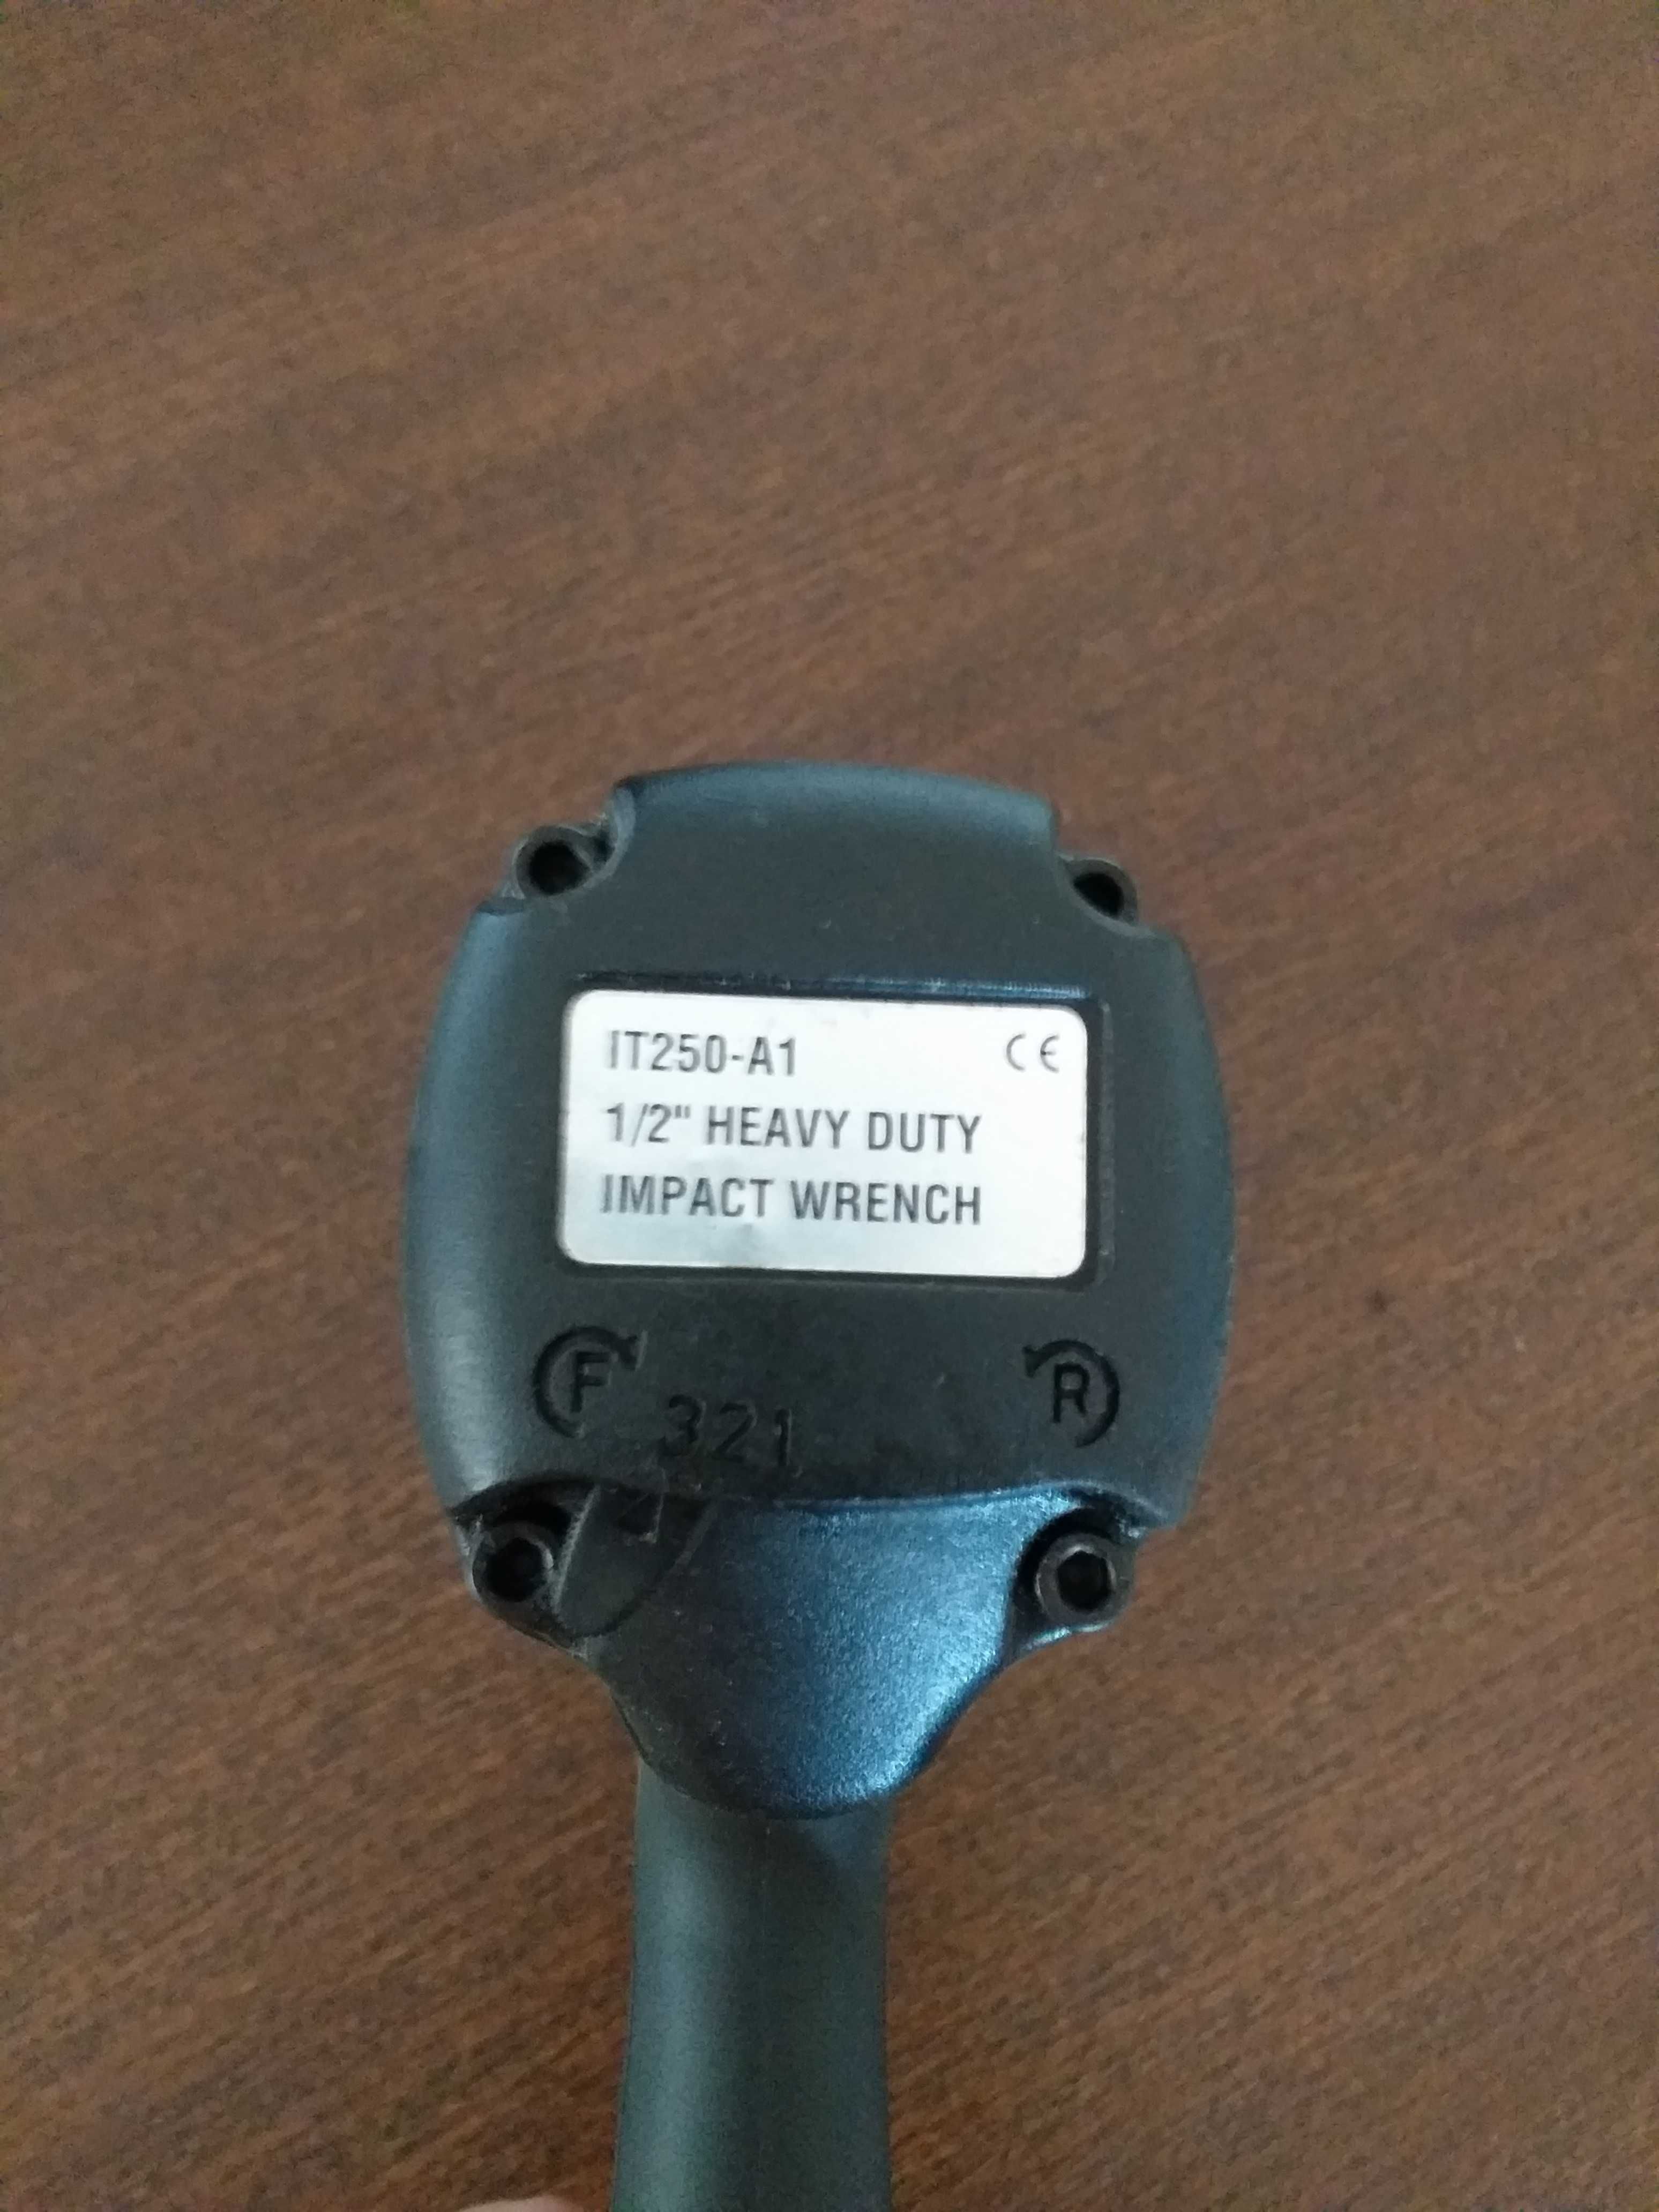 IT250-A1 CE
1/2" HEAVY DUTY
IMPACT WRENCH
F R
321